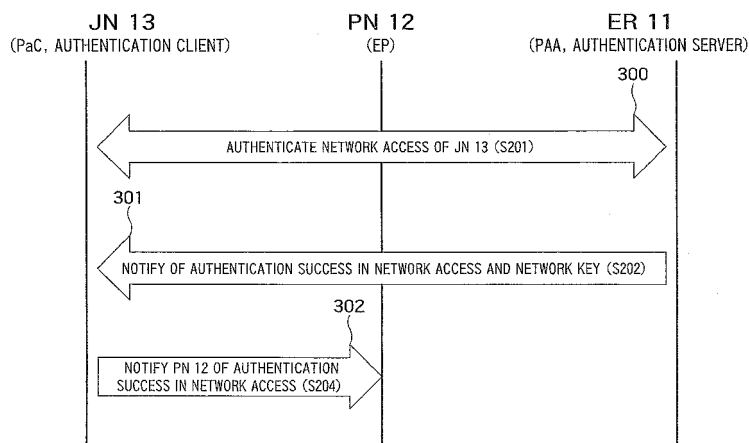 JN 13
(PaC, AUTHENTICATION CLIENT)
PN 12
(EP)
ER 11
(PAA, AUTHENTICATION SERVER)
300
AUTHENTICATE NETWORK ACCESS OF JN 13 (S201)
301
NOTIFY OF AUTHENTICATION SUCCESS IN NETWORK ACCESS AND NETWORK KEY (S202)
302
NOTIFY PN 12 OF AUTHENTICATION
SUCCESS IN NETWORK ACCESS (S204)